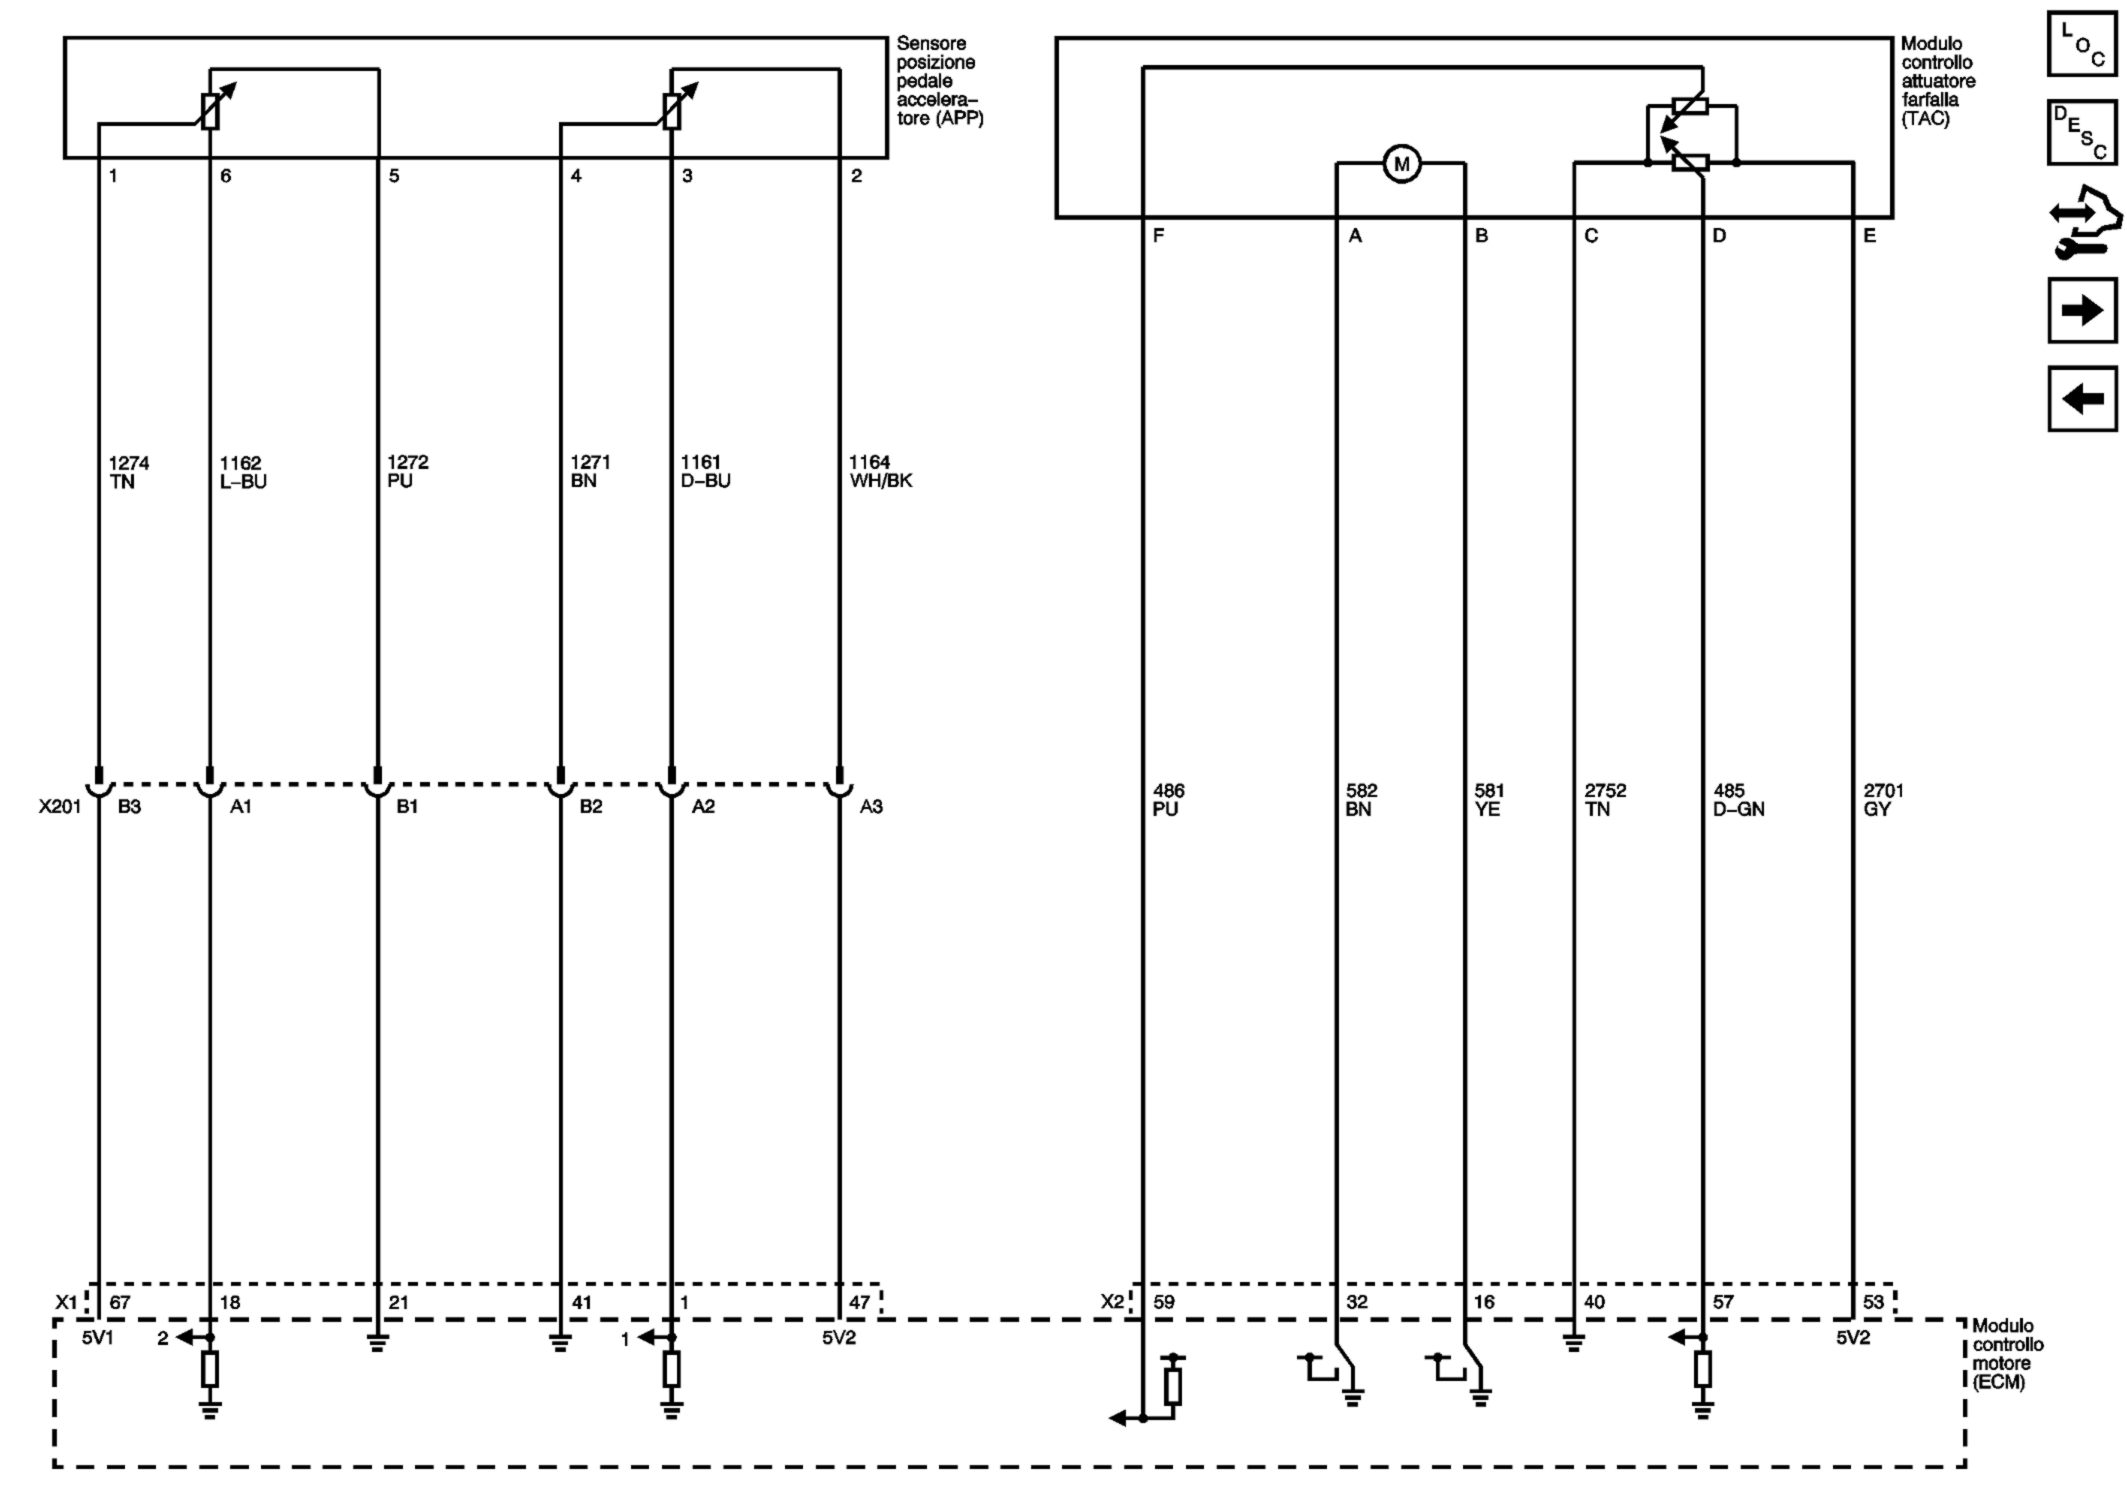 Sensore
posizione
pedale
accelera–
tore (APP)
Modulo
controllo
attuatore
farfalla
(TAC)
L O C
D E S C
M
1 6 5 4 3 2
F A B C D E
1274
TN
1162
L–BU
1272
PU
1271
BN
1161
D–BU
1164
WH/BK
X201 B3 A1 B1 B2 A2 A3
486
PU
582
BN
581
YE
2752
TN
485
D–GN
2701
GY
X1 67 18 21 41 1 47
X2 59 32 16 40 57 53
5V1 2 1 5V2 5V2
Modulo
controllo
motore
(ECM)